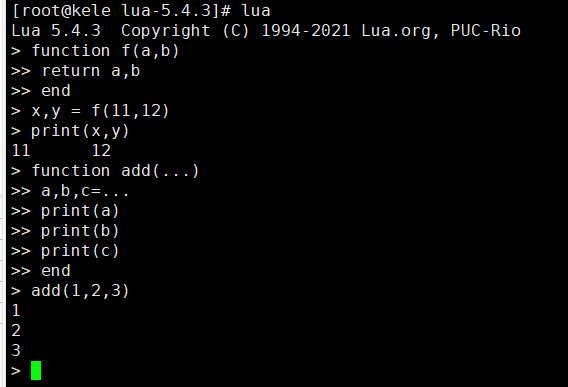 [root@kele lua-5.4.3]# lua
Lua 5.4.3  Copyright (C) 1994-2021 Lua.org, PUC-Rio
> function f(a,b)
>> return a,b
>> end
> x,y = f(11,12)
> print(x,y)
11      12
> function add(...)
>> a,b,c=...
>> print(a)
>> print(b)
>> print(c)
>> end
> add(1,2,3)
1
2
3
>